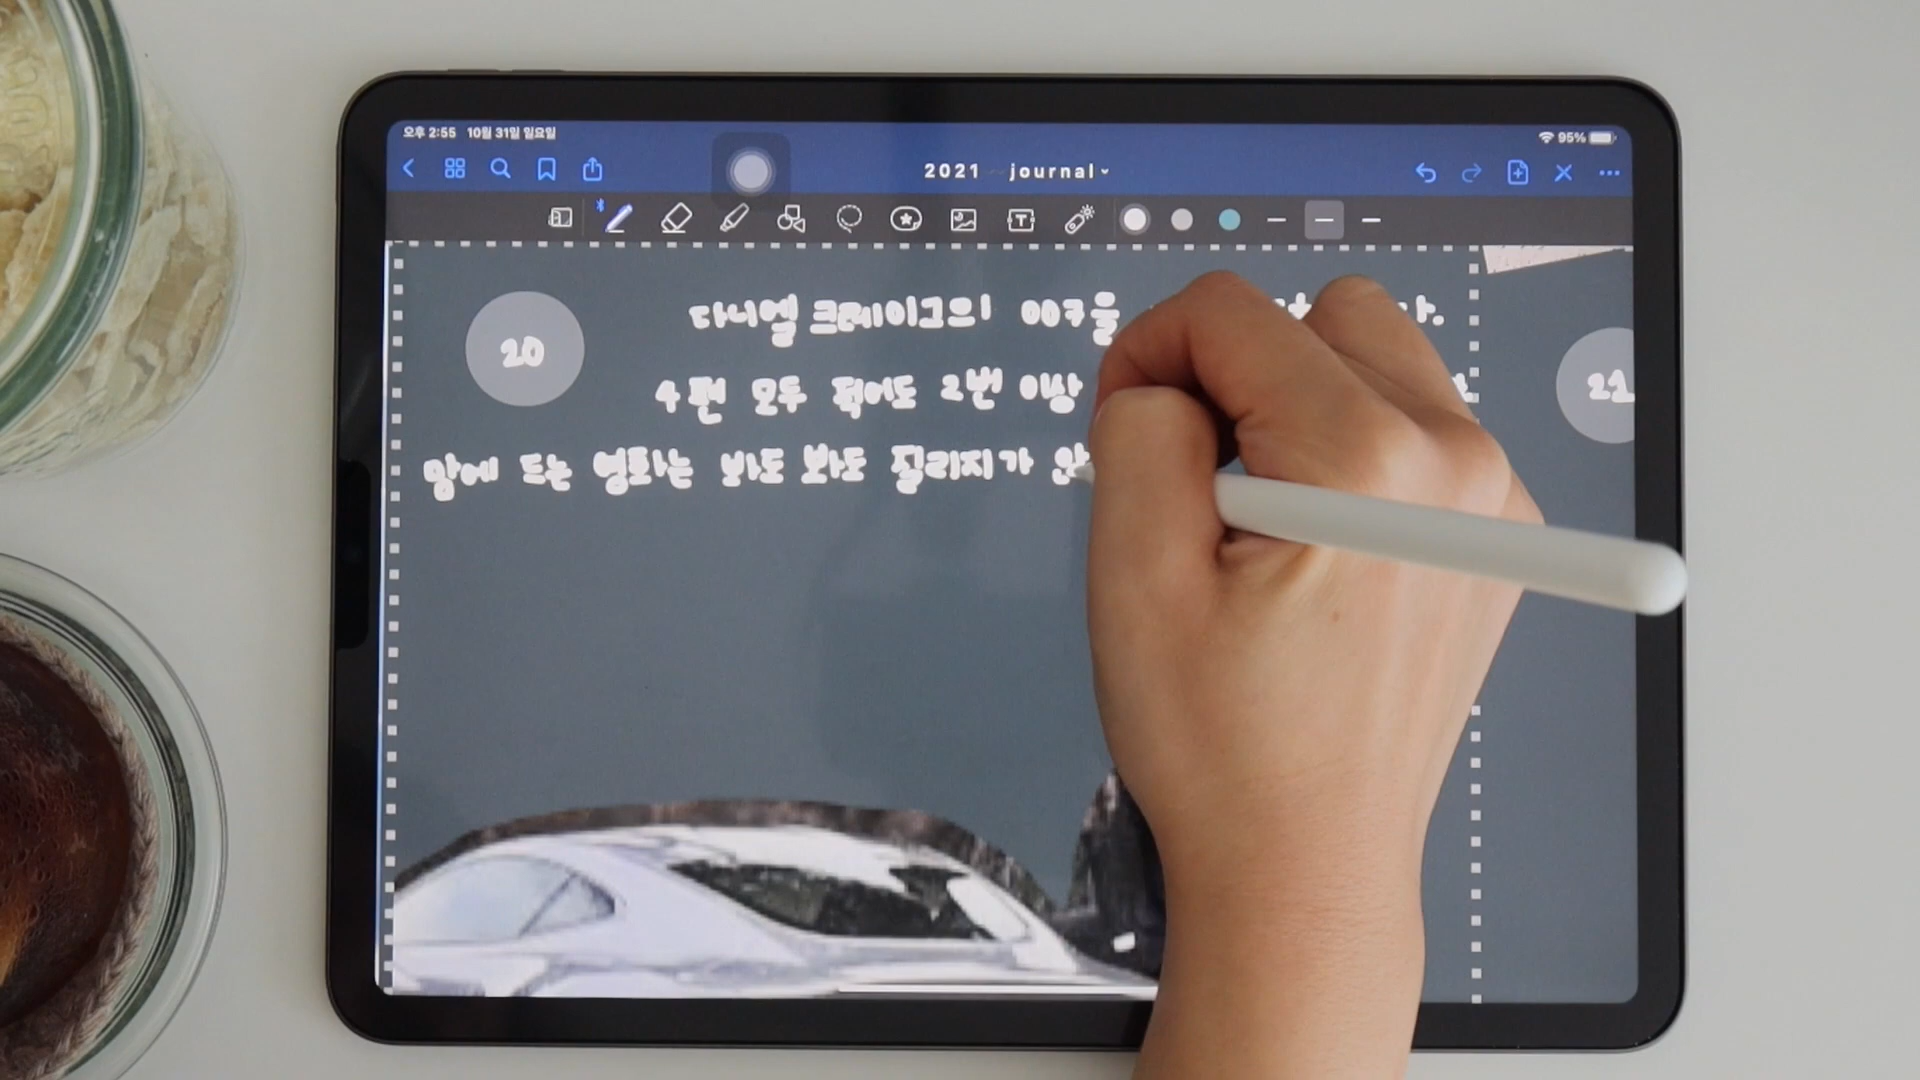 오후 2:55 10월 31일 일요일
95%
2021 journal
20
다니엘 크레이그의 007을
4편 모두 적어도 2번 이상
맘에 드는 영화는 봐도 봐도 질리지가
21